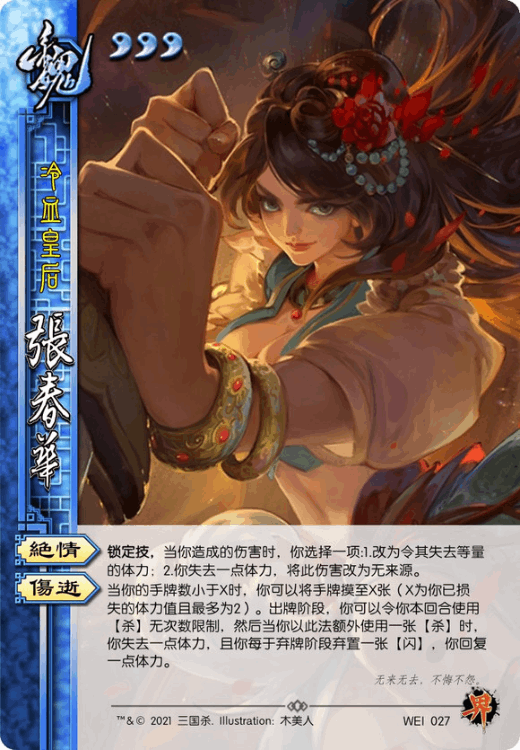 魏
冷血皇后
張春華
絕情
锁定技，当你造成的伤害时，你选择一项:1.改为令其失去等量
的体力；2.你失去一点体力，将此伤害改为无来源。
傷逝
当你的手牌数小于X时，你可以将手牌摸至X张（X为你已损
失的体力值且最多为2）。出牌阶段，你可以令你本回合使用
【杀】无次数限制，然后当你以此法额外使用一张【杀】时，
你失去一点体力，且你每于弃牌阶段弃置一张【闪】，你回复
一点体力。
无来无去、不悔不怨。
™&© 2021 三国杀. Illustration: 木美人
WEI 027
界